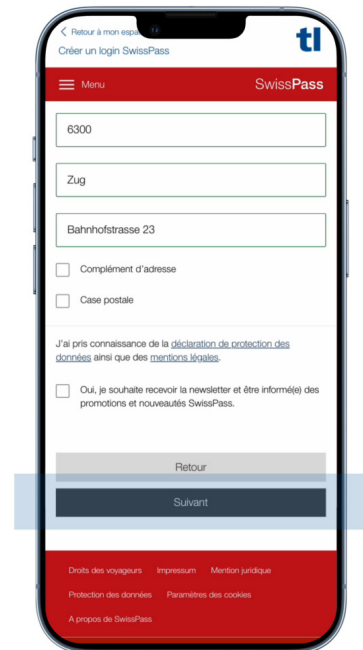 Retour à mon espa
Créer un login SwissPass
tl
Menu
SwissPass
6300
Zug
Bahnhofstrasse 23
Complément d'adresse
Case postale
J'ai pris connaissance de la déclaration de protection des
données ainsi que des mentions légales.
Oui, je souhaite recevoir la newsletter et être informé(e) des
promotions et nouveautés SwissPass.
Retour
Suivant
Droits des voyageurs Impressum Mention juridique
Protection des données Paramètres des cookies
A propos de SwissPass